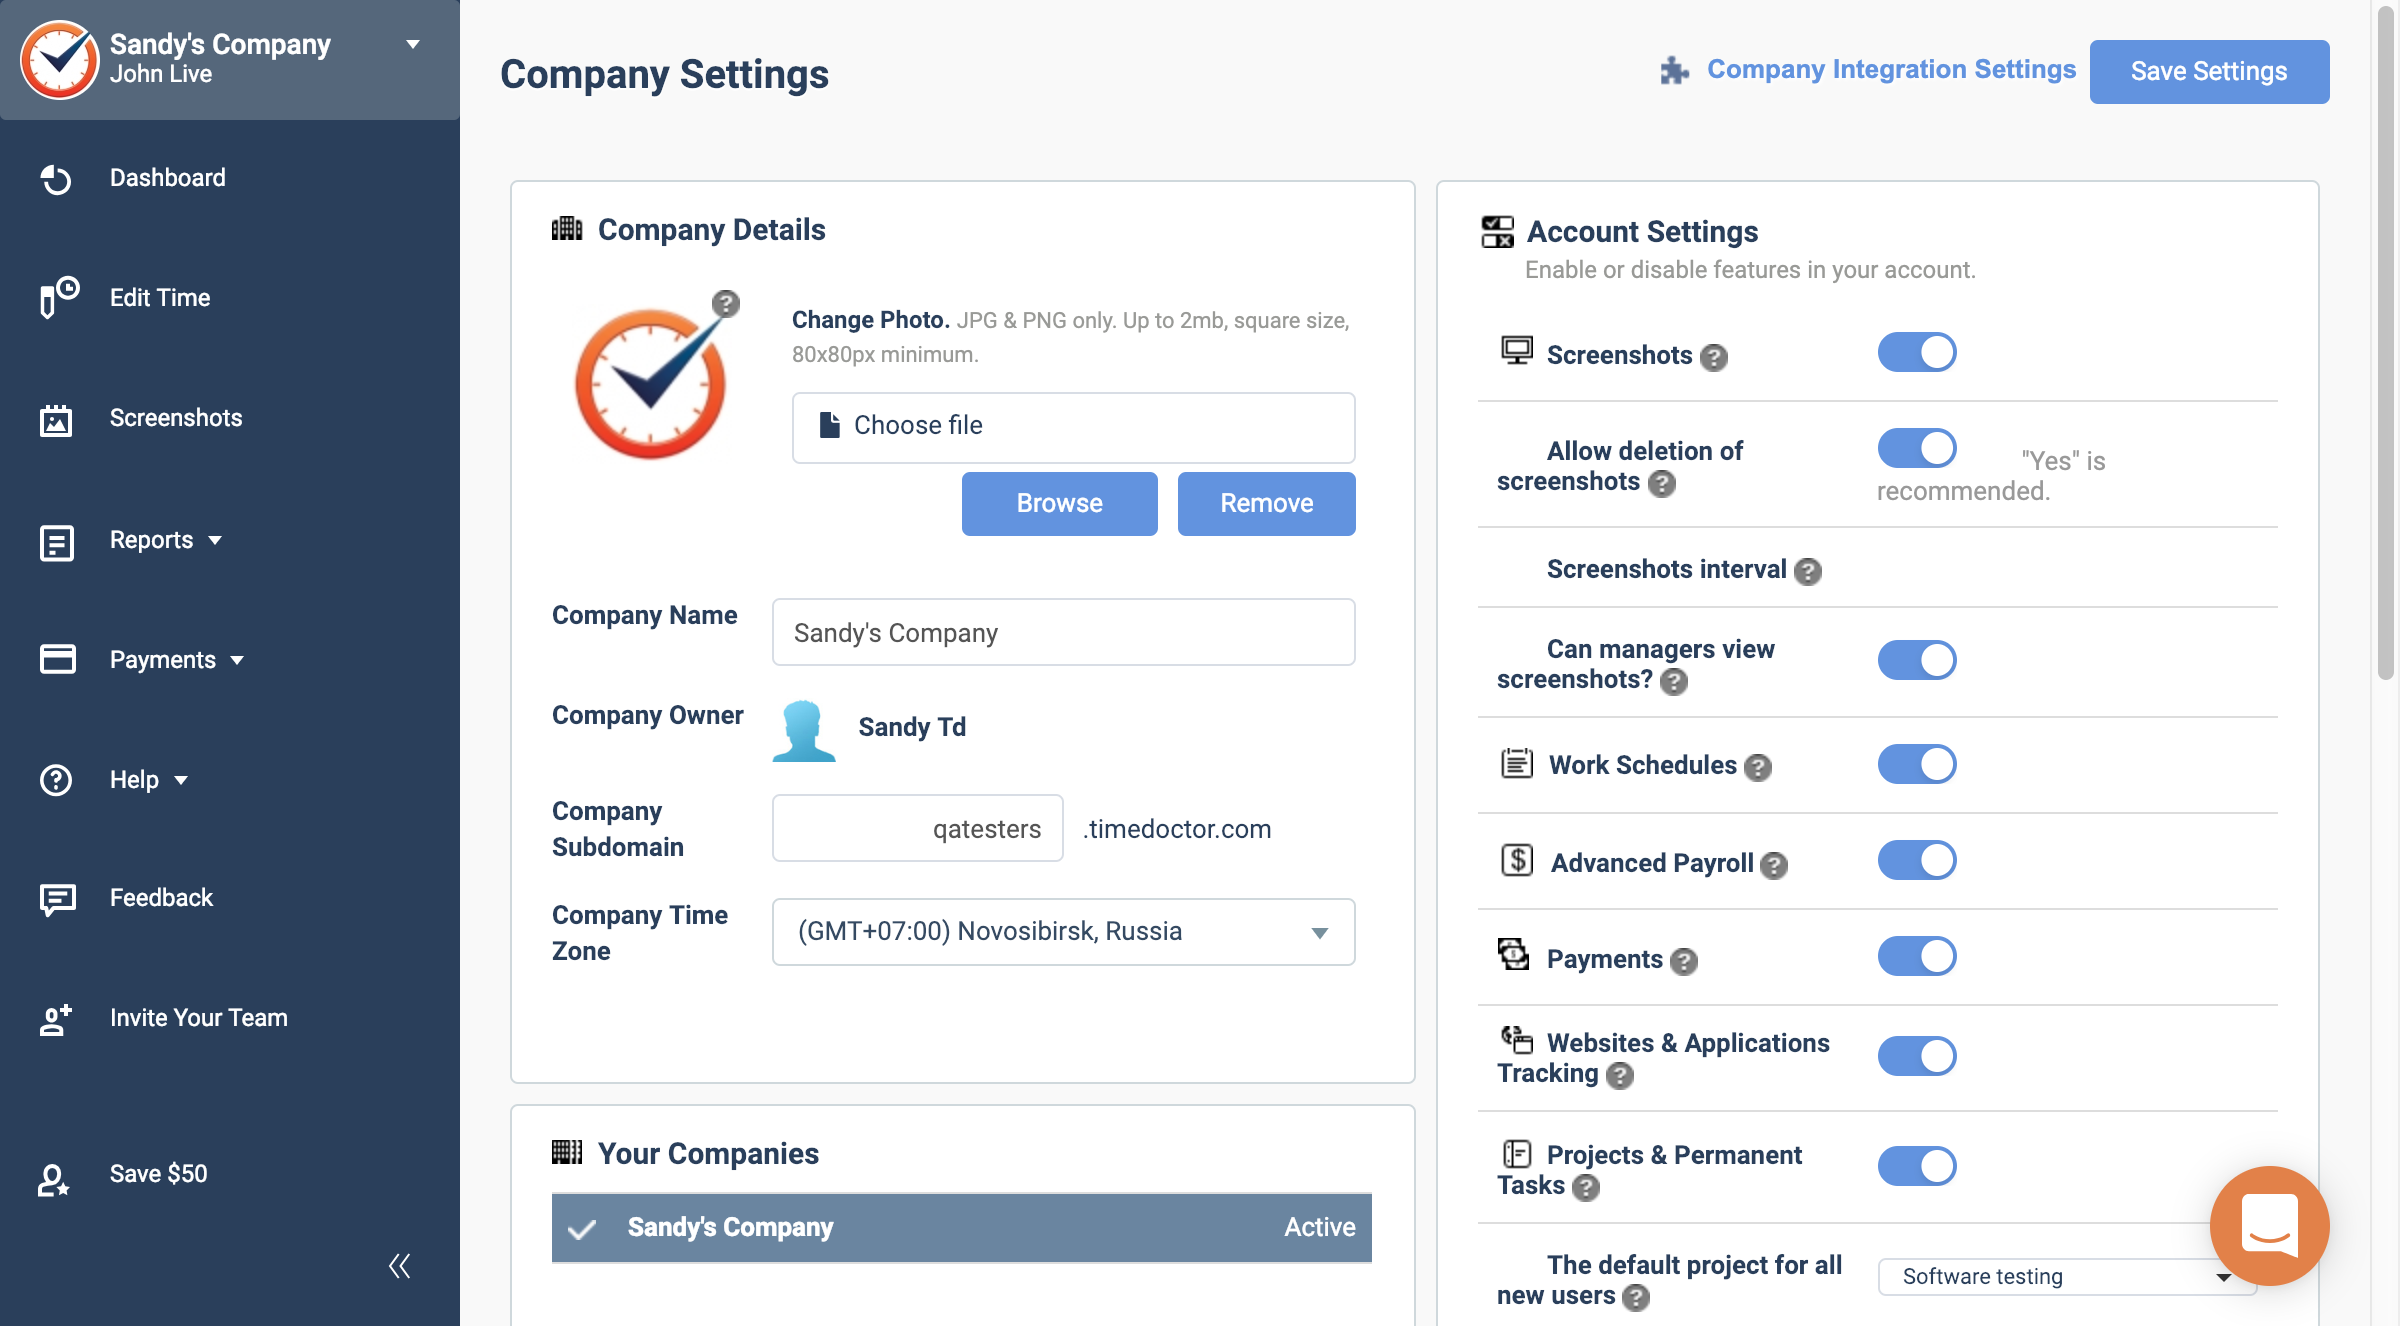 Sandy's Company
John Live
Dashboard
Edit Time
Screenshots
Reports
Payments
Help
Feedback
Invite Your Team
Save $50
Company Settings
Company Integration Settings
Save Settings
Company Details
Change Photo. JPG & PNG only. Up to 2mb, square size,
80x80px minimum.
Choose file
Browse
Remove
Company Name
Sandy's Company
Company Owner
Sandy Td
Company
Subdomain
qatesters
.timedoctor.com
Company Time
Zone
(GMT+07:00) Novosibirsk, Russia
Your Companies
Sandy's Company
Active
Account Settings
Enable or disable features in your account.
Screenshots
Allow deletion of
screenshots
"Yes" is
recommended.
Screenshots interval
Can managers view
screenshots?
Work Schedules
Advanced Payroll
Payments
Websites & Applications
Tracking
Projects & Permanent
Tasks
The default project for all
new users
Software testing